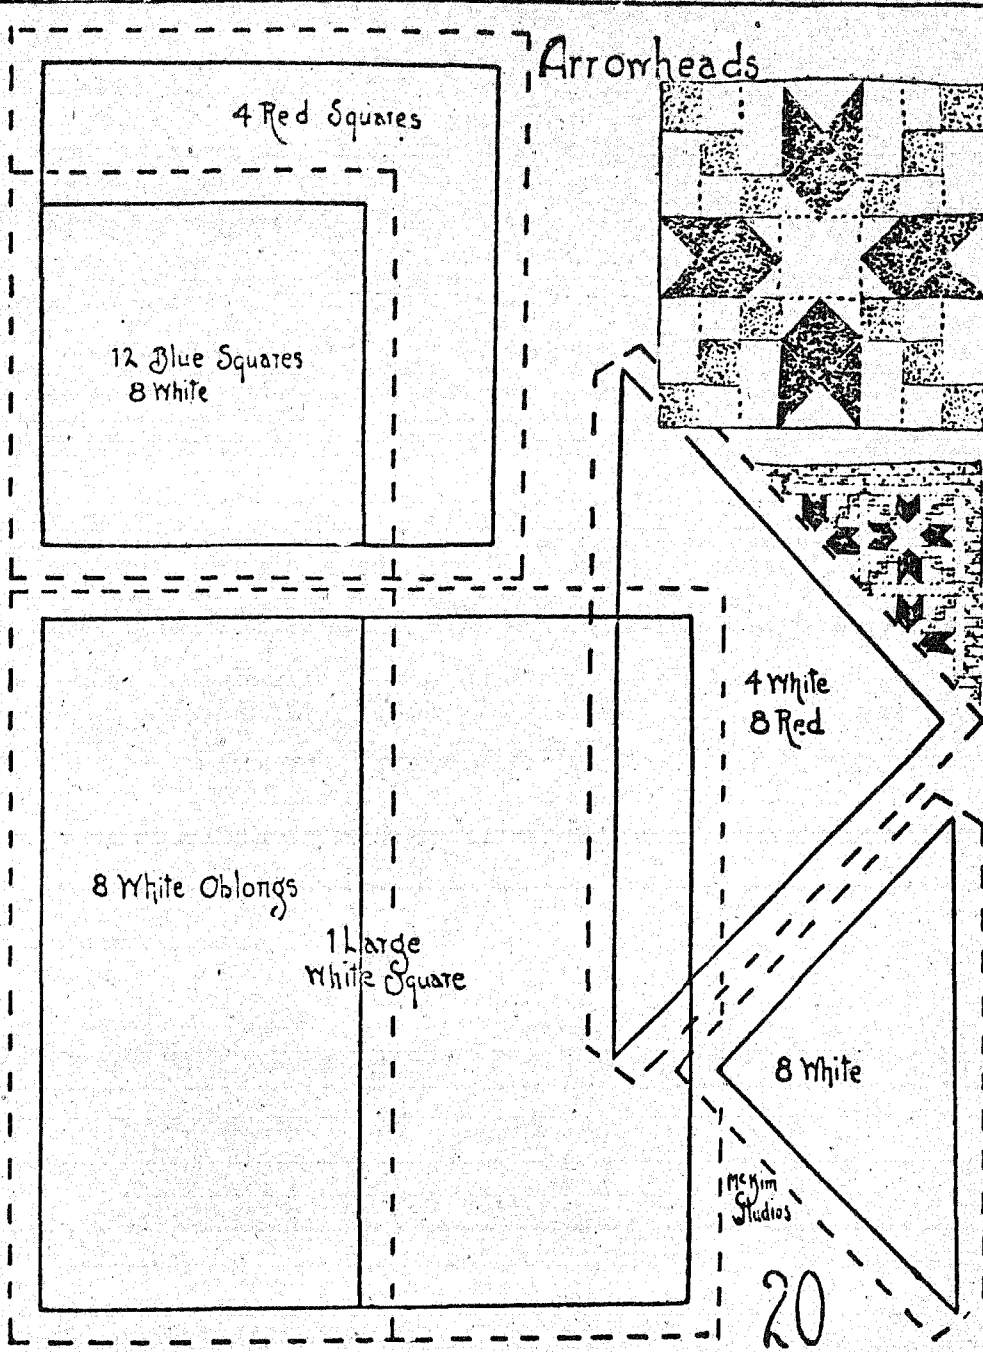 Arrowheads
4 Red Squares
12 Blue Squares
8 White
4 White
8 Red
8 White Oblongs
1 Large
White Square
8 White
McKim
Studios
20